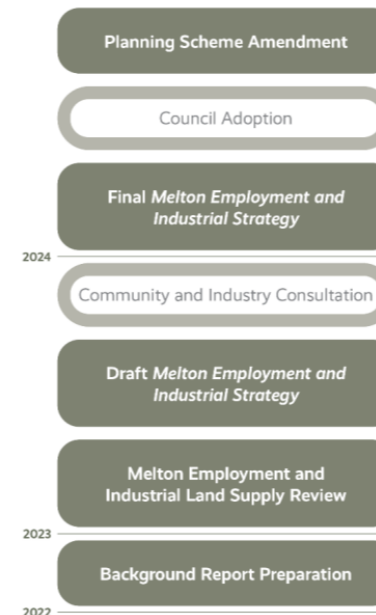 Planning Scheme Amendment
Council Adoption
Final Melton Employment and
Industrial Strategy
2024
Community and Industry Consultation
Draft Melton Employment and
Industrial Strategy
Melton Employment and
Industrial Land Supply Review
2023
Background Report Preparation
2022